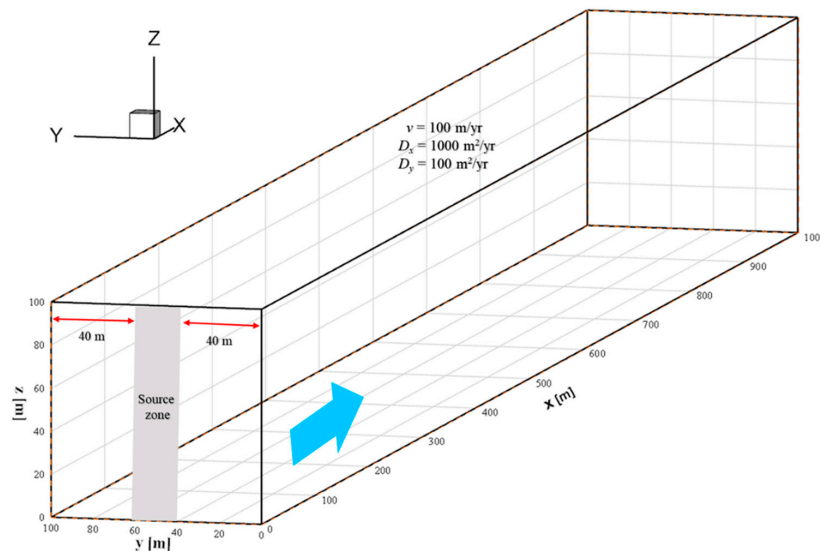 Z
Y
X
v = 100 m/yr
Dx = 1000 m²/yr
Dy = 100 m²/yr
100
80
60
40
20
0
z [m]
40 m
40 m
Source
zone
100
80
60
40
20
0
y [m]
0
100
200
300
400
500
600
700
800
900
100
X [m]